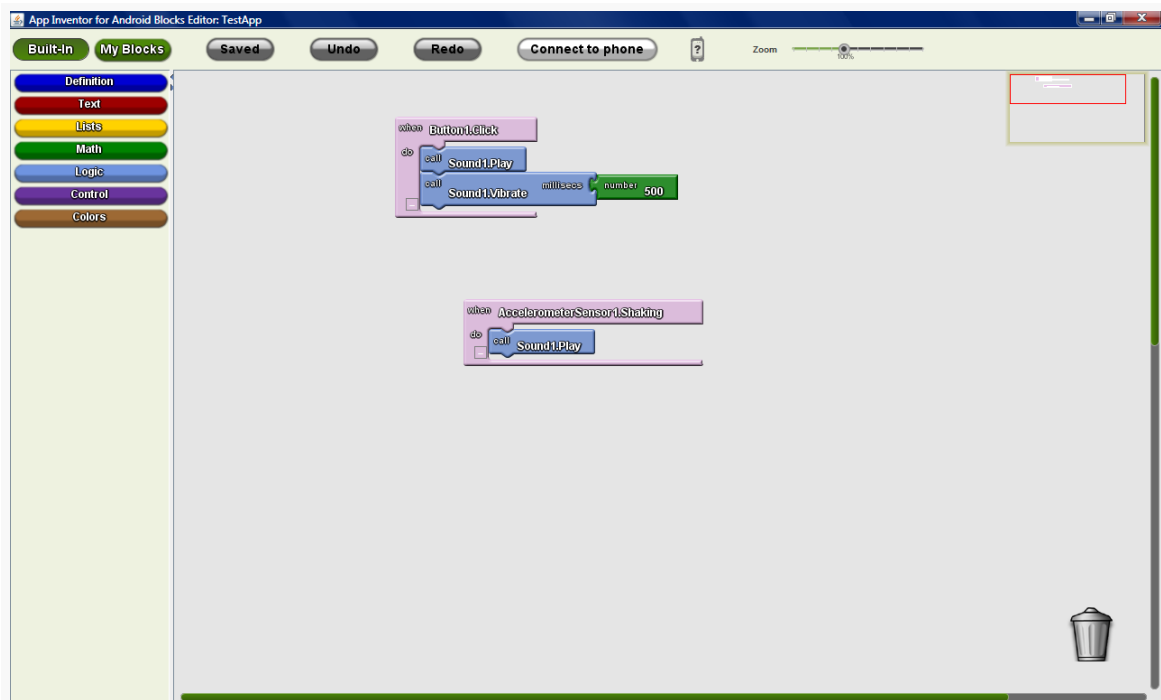 App Inventor for Android Blocks Editor: TestApp
Built-In My Blocks Saved Undo Redo Connect to phone ? Zoom 100%
Definition
Text
Lists
Math
Logic
Control
Colors
when Button1.Click
do call Sound1.Play
call Sound1.Vibrate millisecs number 500
when AccelerometerSensor1.Shaking
do call Sound1.Play